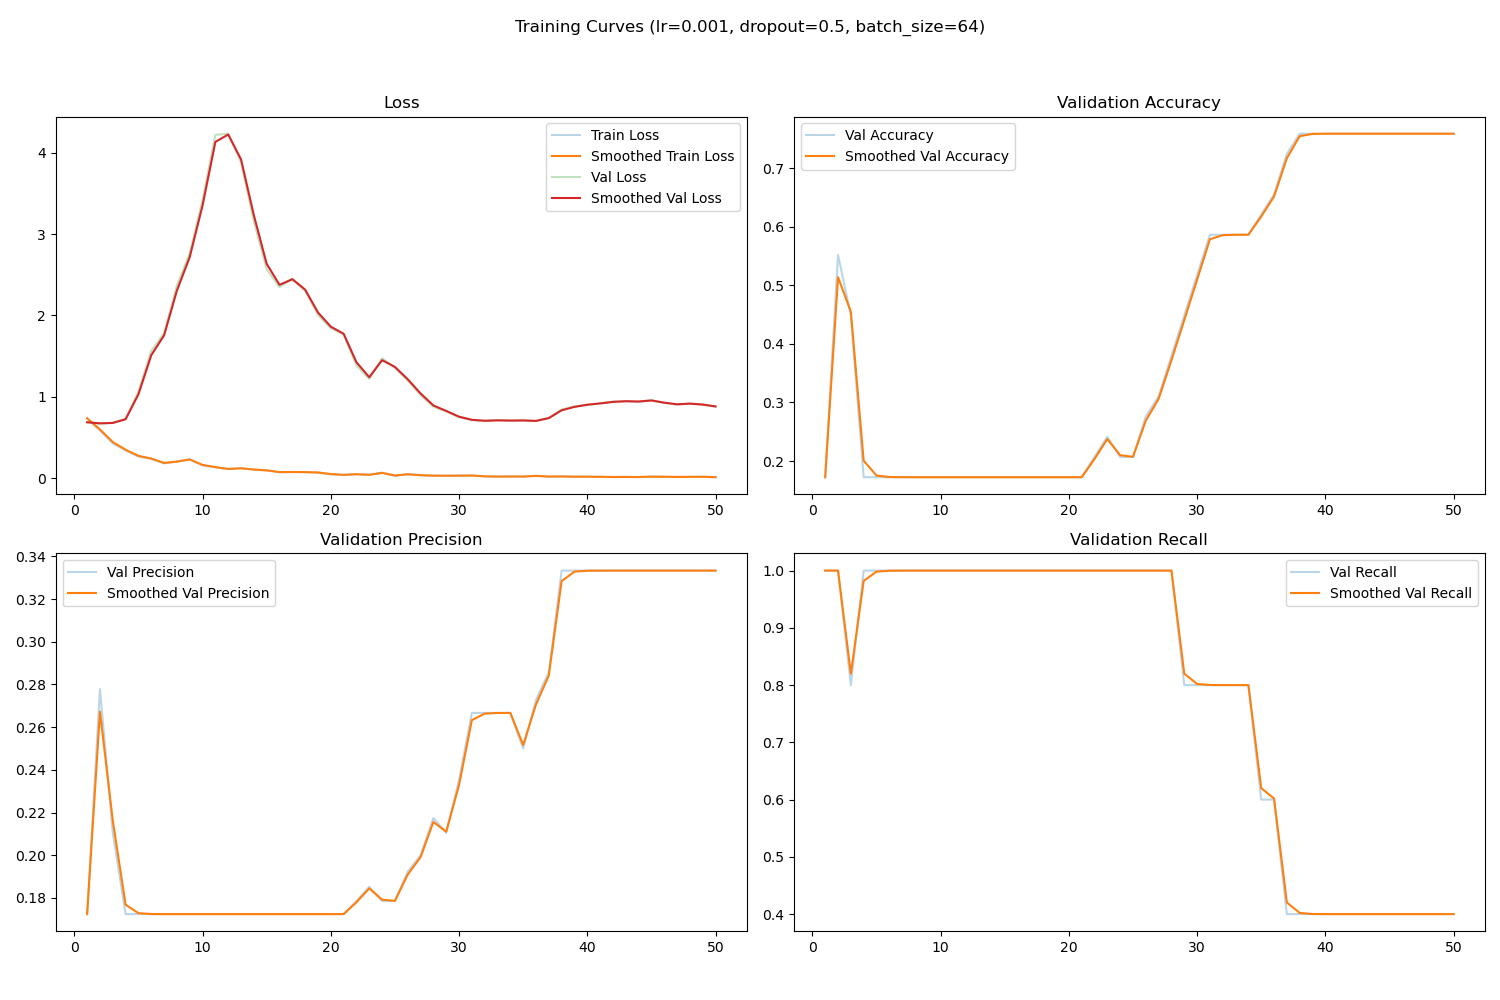 Training Curves (lr=0.001, dropout=0.5, batch_size=64)
Loss
4
3
2
1
0
0 10 20 30 40 50
Train Loss
Smoothed Train Loss
Val Loss
Smoothed Val Loss
Validation Accuracy
0.7
0.6
0.5
0.4
0.3
0.2
0 10 20 30 40 50
Val Accuracy
Smoothed Val Accuracy
Validation Precision
0.34
0.32
0.30
0.28
0.26
0.24
0.22
0.20
0.18
0 10 20 30 40 50
Val Precision
Smoothed Val Precision
Validation Recall
1.0
0.9
0.8
0.7
0.6
0.5
0.4
0 10 20 30 40 50
Val Recall
Smoothed Val Recall